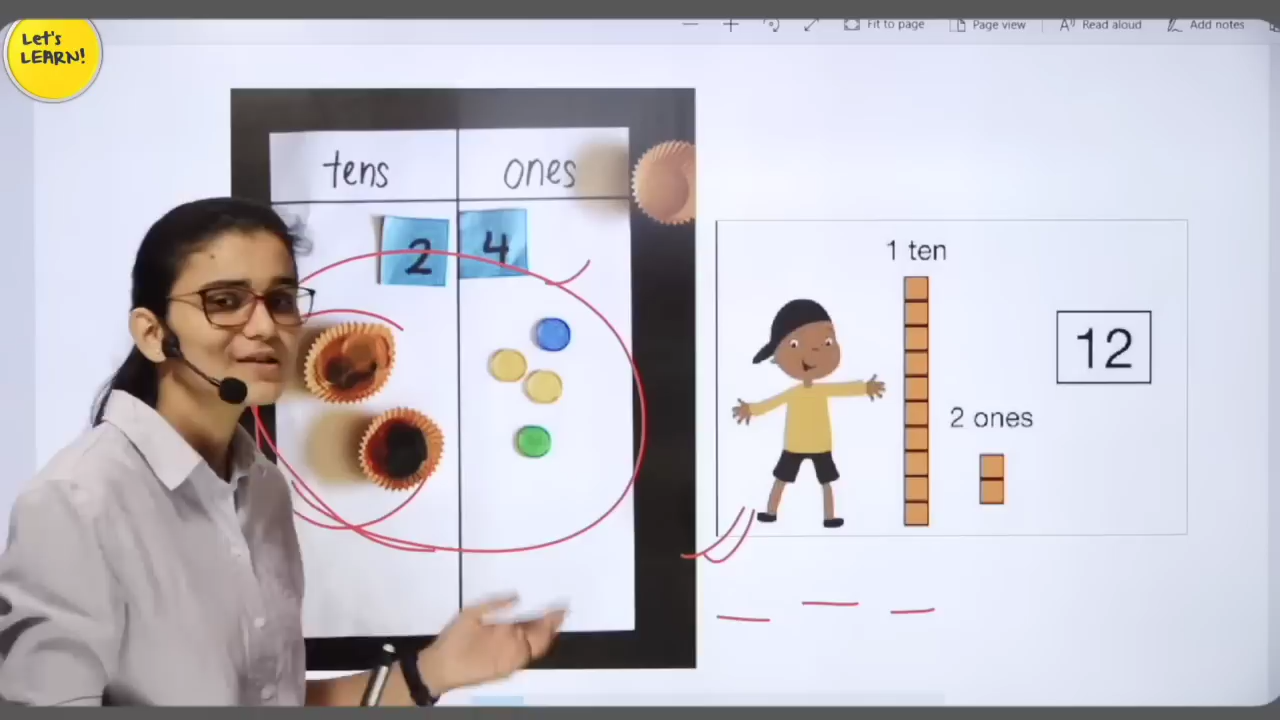 Let's
LEARN!
Fit to page
Page view
Read aloud
Add notes
tens ones
2 4
1 ten
12
2 ones